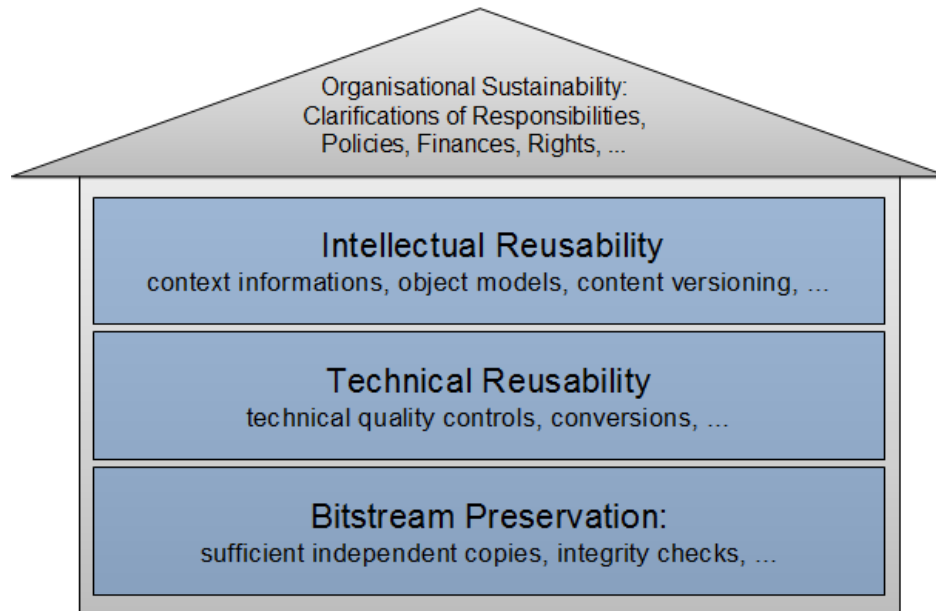 Organisational Sustainability:
Clarifications of Responsibilities,
Policies, Finances, Rights, ...
Intellectual Reusability
context informations, object models, content versioning, ...
Technical Reusability
technical quality controls, conversions, ...
Bitstream Preservation:
sufficient independent copies, integrity checks, ...